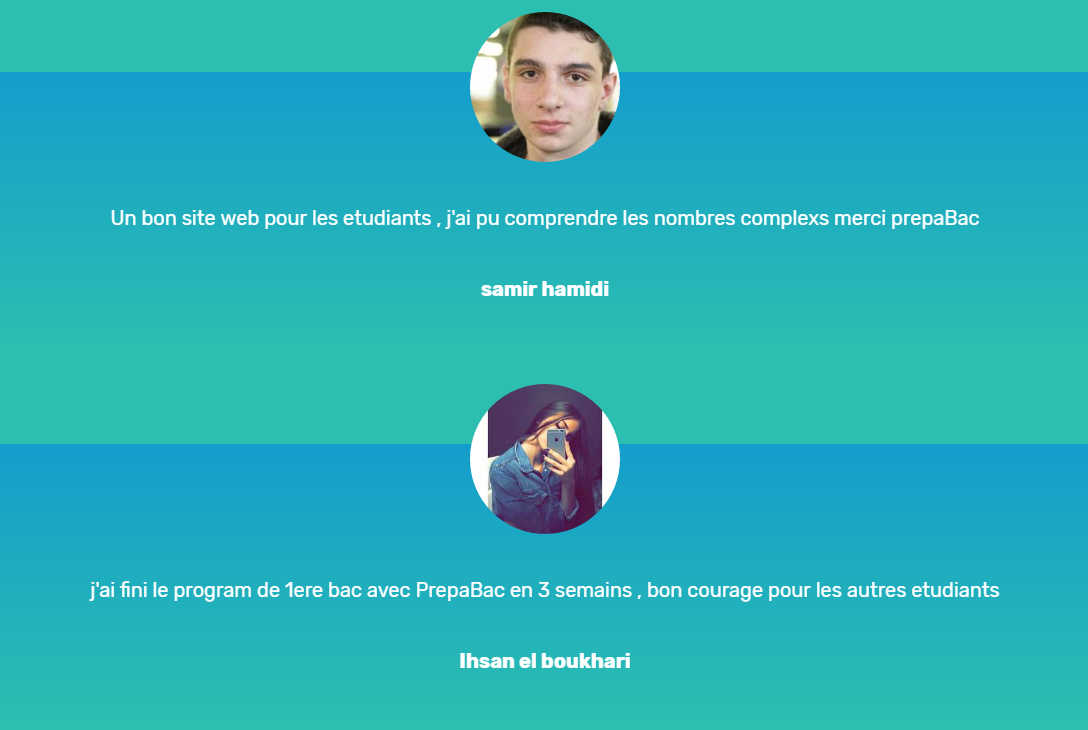 Un bon site web pour les etudiants , j'ai pu comprendre les nombres complexs merci prepaBac
samir hamidi
j'ai fini le program de 1ere bac avec PrepaBac en 3 semains , bon courage pour les autres etudiants
Ihsan el boukhari